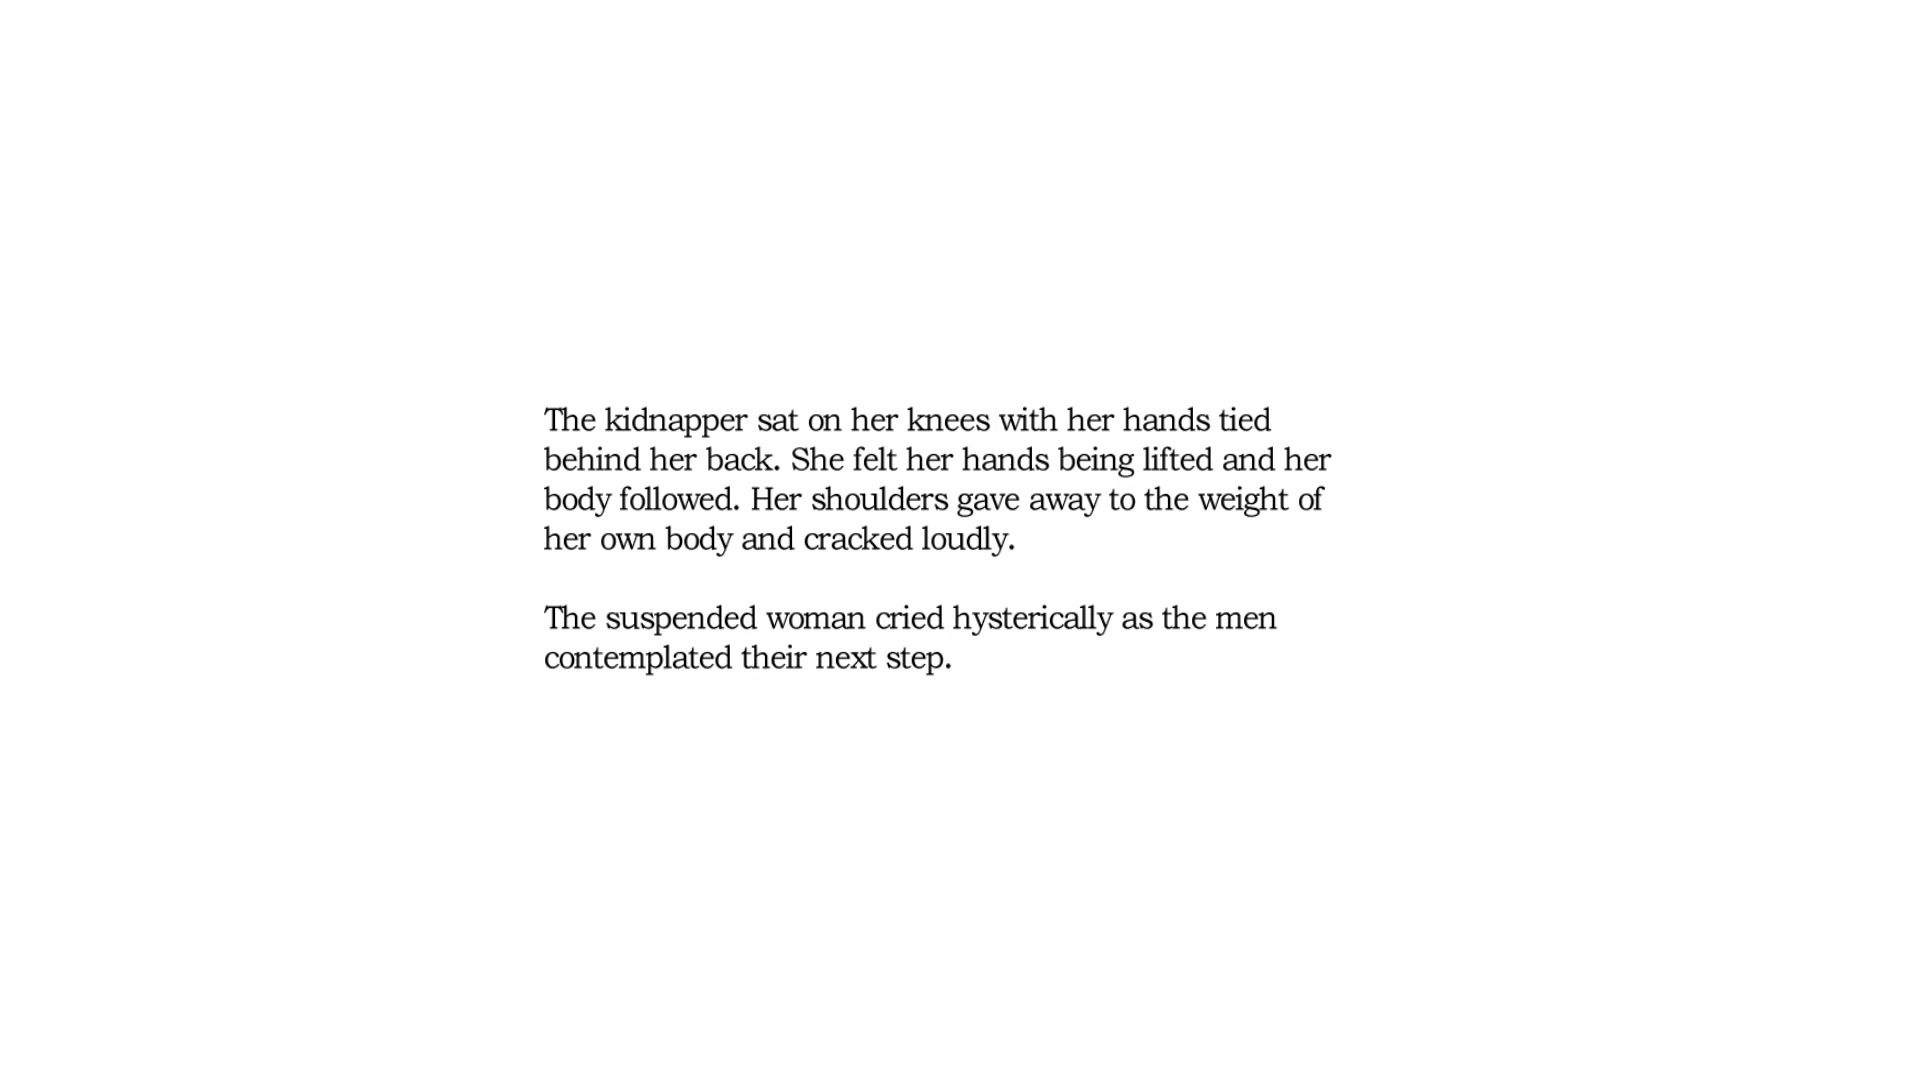 The kidnapper sat on her knees with her hands tied
behind her back. She felt her hands being lifted and her
body followed. Her shoulders gave away to the weight of
her own body and cracked loudly.
The suspended woman cried hysterically as the men
contemplated their next step.